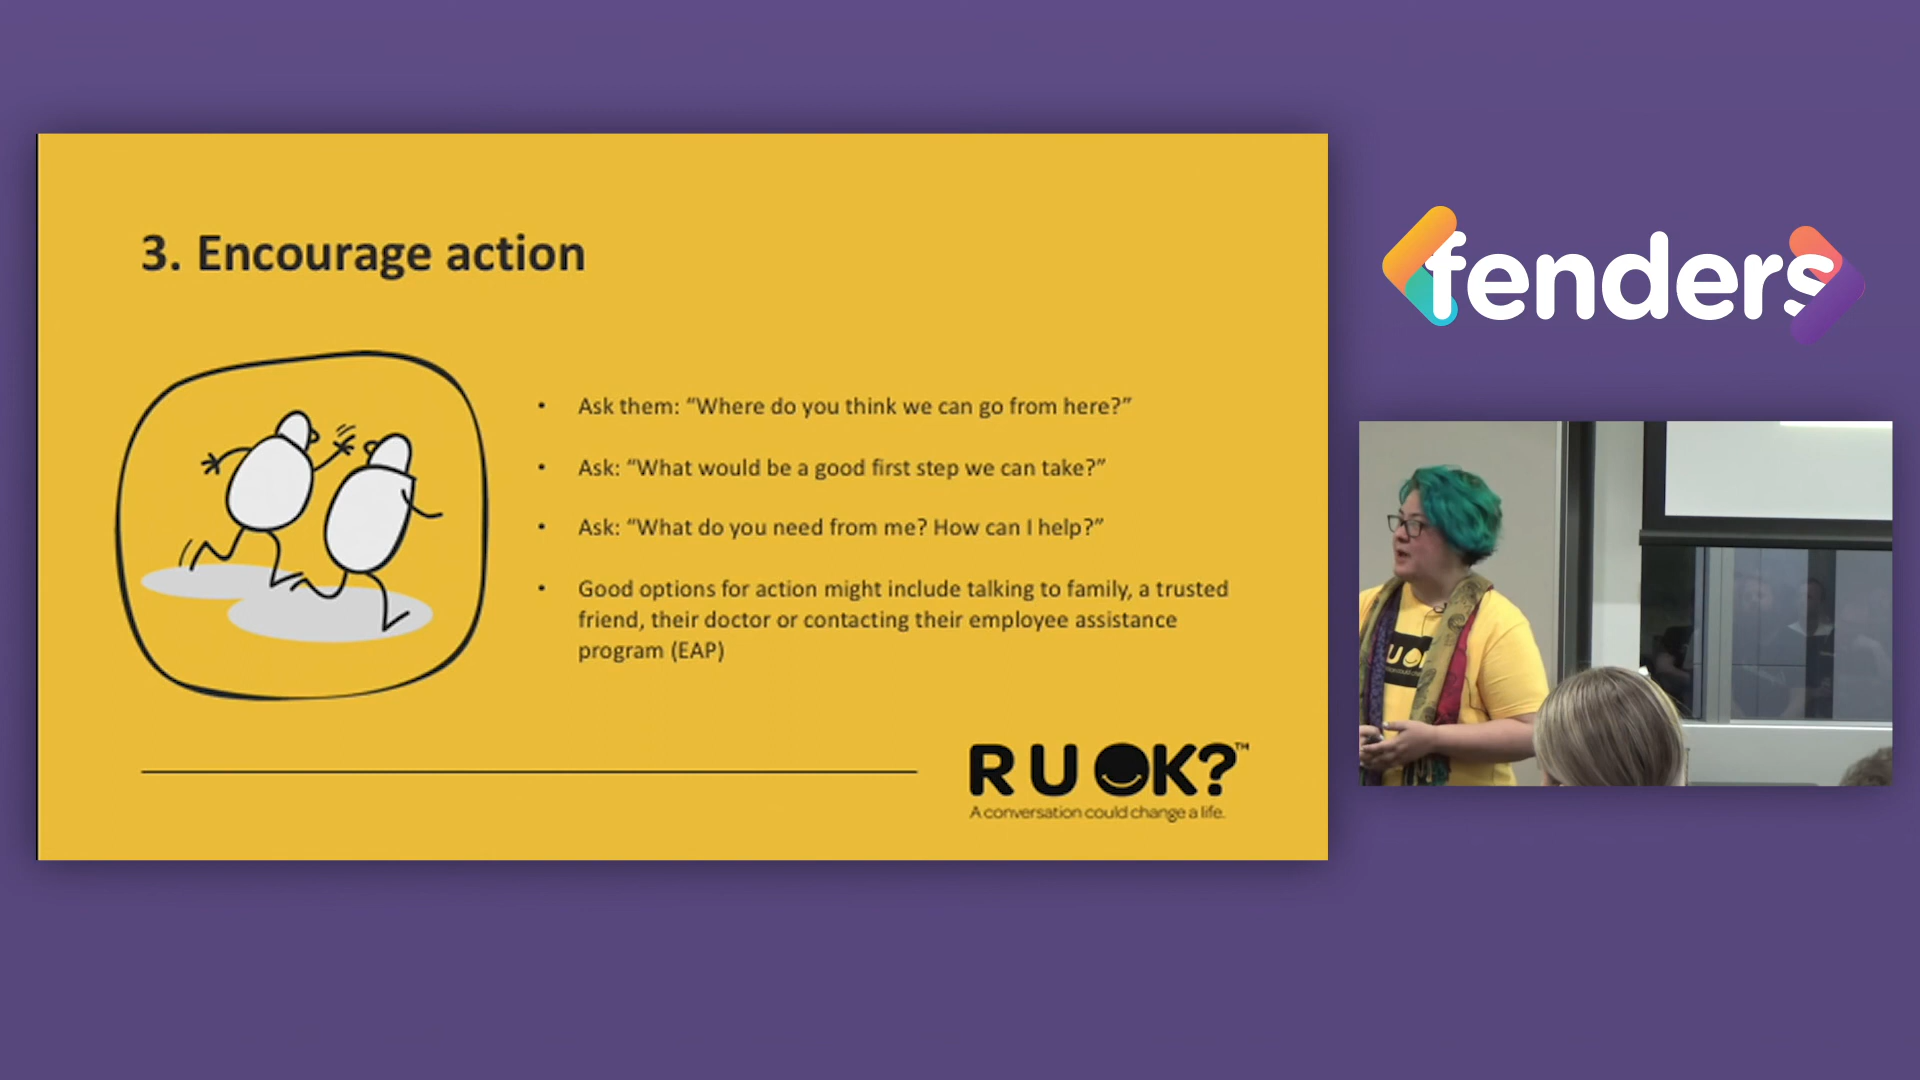 3. Encourage action
• Ask them: “Where do you think we can go from here?”
• Ask: “What would be a good first step we can take?”
• Ask: “What do you need from me? How can I help?”
• Good options for action might include talking to family, a trusted
friend, their doctor or contacting their employee assistance
program (EAP)
R U OK?™
A conversation could change a life.
fenders